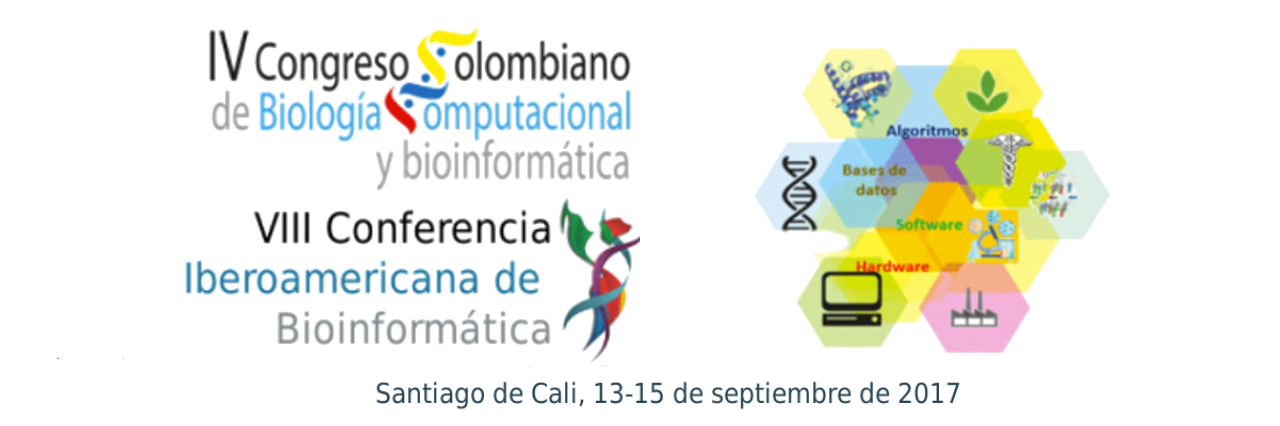 IV Congreso Colombiano
de Biología Computacional
y bioinformática
VIII Conferencia
Iberoamericana de
Bioinformática
Algoritmos
Bases de
datos
Software
Hardware
Santiago de Cali, 13-15 de septiembre de 2017